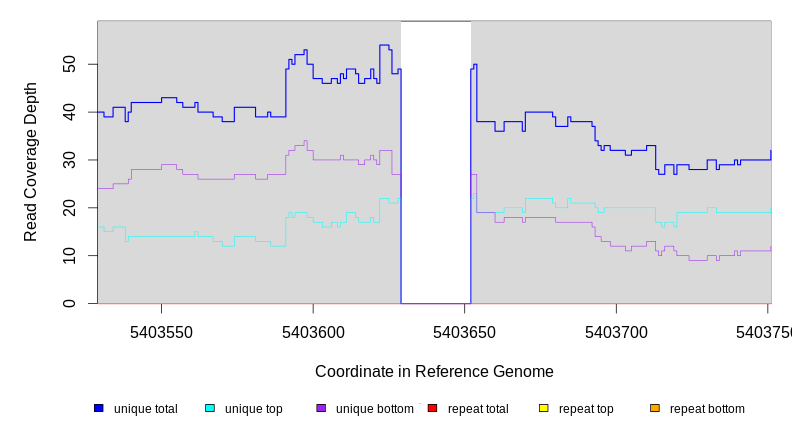 Read Coverage Depth
50
40
30
20
10
0
5403550 5403600 5403650 5403700 540375
Coordinate in Reference Genome
unique total unique top unique bottom repeat total repeat top repeat bottom